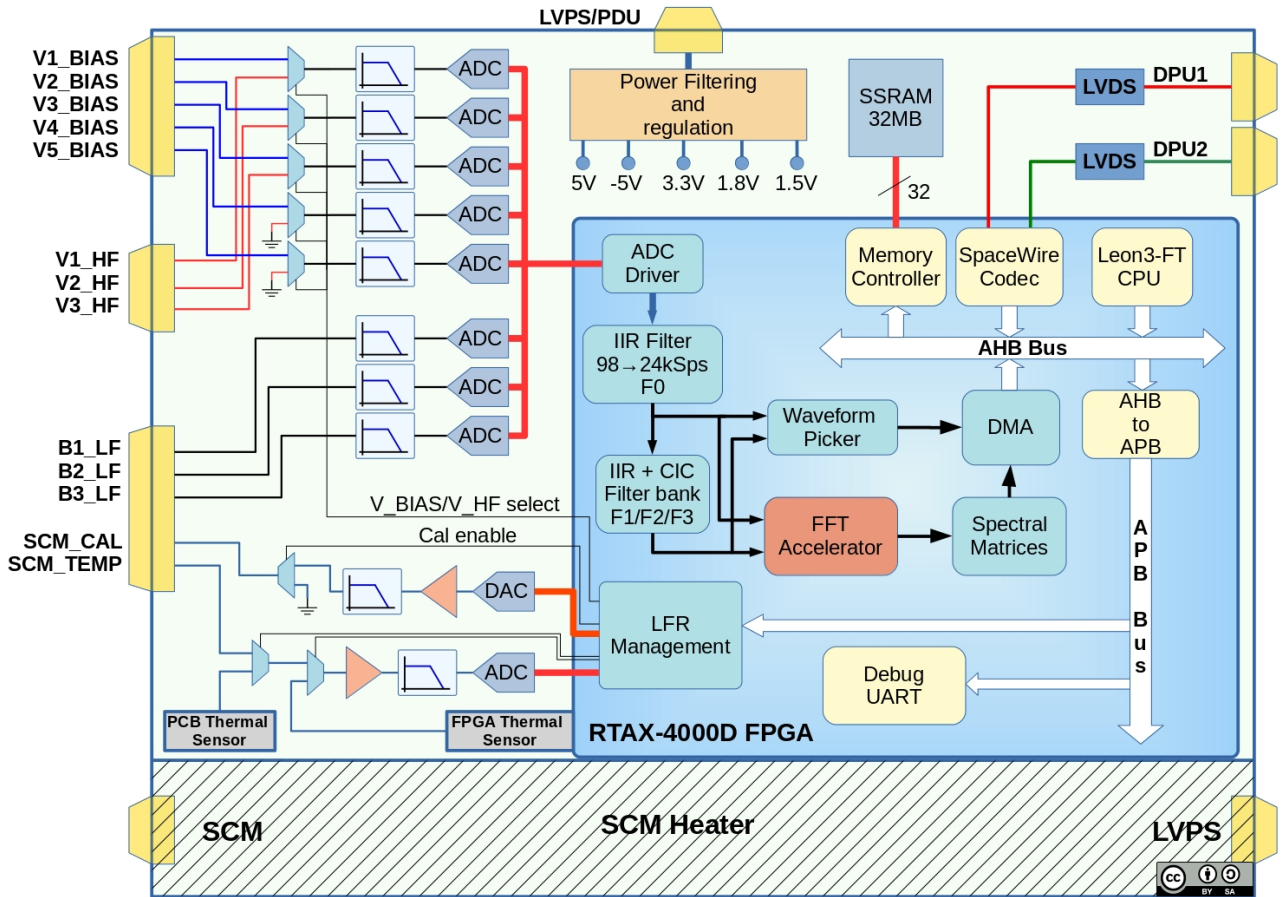 LVPS/PDU
V1_BIAS
V2_BIAS
V3_BIAS
V4_BIAS
V5_BIAS
V1_HF
V2_HF
V3_HF
B1_LF
B2_LF
B3_LF
SCM_CAL
SCM_TEMP
ADC
ADC
ADC
ADC
ADC
ADC
ADC
ADC
Power Filtering
and
regulation
5V
-5V
3.3V
1.8V
1.5V
SSRAM
32MB
32
LVDS
DPU1
LVDS
DPU2
ADC
Driver
Memory
Controller
SpaceWire
Codec
Leon3-FT
CPU
IIR Filter
98→24kSps
F0
AHB Bus
Waveform
Picker
DMA
AHB
to
APB
IIR + CIC
Filter bank
F1/F2/F3
FFT
Accelerator
Spectral
Matrices
APB Bus
V_BIAS/V_HF select
Cal enable
DAC
LFR
Management
ADC
Debug
UART
PCB Thermal
Sensor
FPGA Thermal
Sensor
RTAX-4000D FPGA
SCM
SCM Heater
LVPS
cc
BY SA